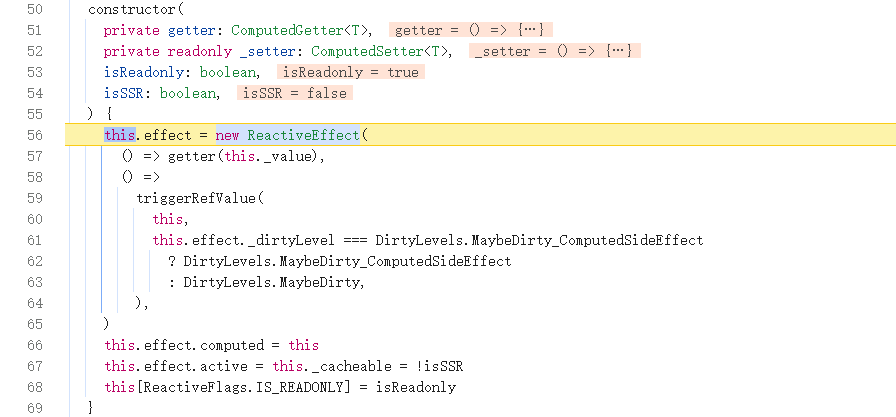 50 constructor(
51 private getter: ComputedGetter<T>, getter = () => {…}
52 private readonly _setter: ComputedSetter<T>, _setter = () => {…}
53 isReadonly: boolean, isReadonly = true
54 isSSR: boolean, isSSR = false
55 ) {
56 this.effect = new ReactiveEffect(
57 () => getter(this._value),
58 () =>
59 triggerRefValue(
60 this,
61 this.effect._dirtyLevel === DirtyLevels.MaybeDirty_ComputedSideEffect
62 ? DirtyLevels.MaybeDirty_ComputedSideEffect
63 : DirtyLevels.MaybeDirty,
64 ),
65 )
66 this.effect.computed = this
67 this.effect.active = this._cacheable = !isSSR
68 this[ReactiveFlags.IS_READONLY] = isReadonly
69 }